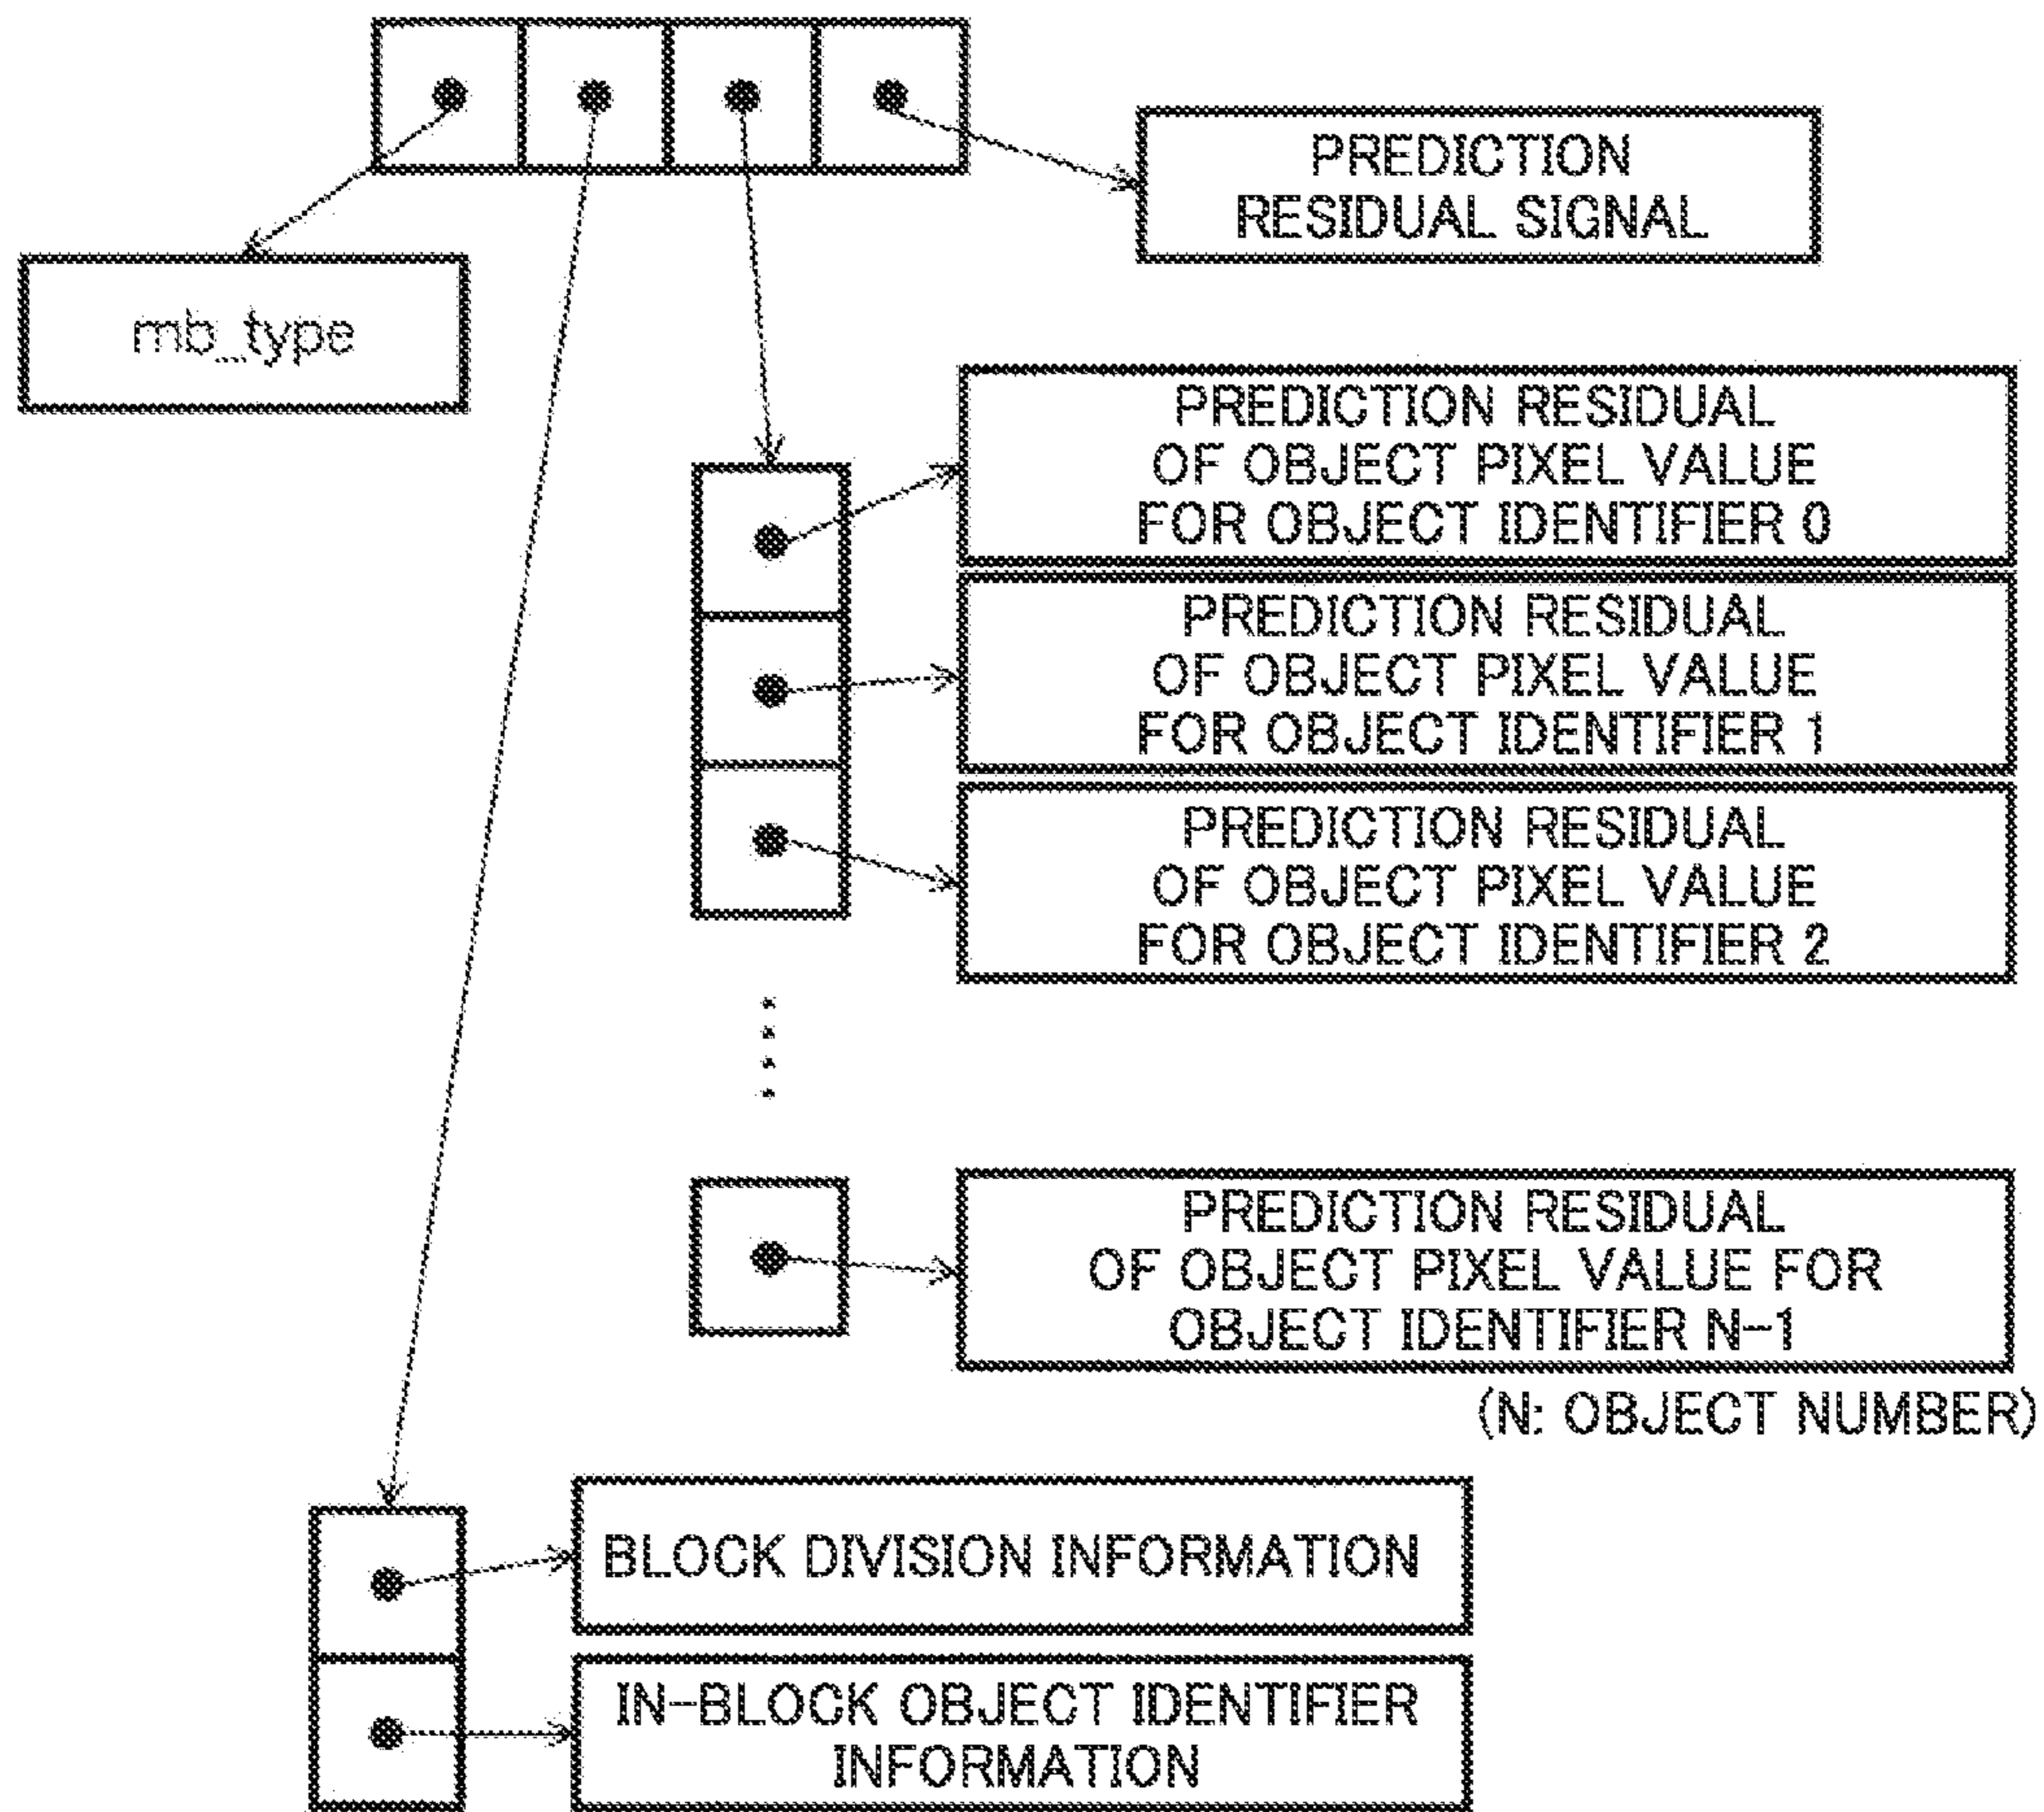 PREDICTION
RESIDUAL SIGNAL
mb_type
PREDICTION RESIDUAL
OF OBJECT PIXEL VALUE
FOR OBJECT IDENTIFIER 0
PREDICTION RESIDUAL
OF OBJECT PIXEL VALUE
FOR OBJECT IDENTIFIER 1
PREDICTION RESIDUAL
OF OBJECT PIXEL VALUE
FOR OBJECT IDENTIFIER 2
PREDICTION RESIDUAL
OF OBJECT PIXEL VALUE FOR
OBJECT IDENTIFIER N-1
(N: OBJECT NUMBER)
BLOCK DIVISION INFORMATION
IN-BLOCK OBJECT IDENTIFIER
INFORMATION